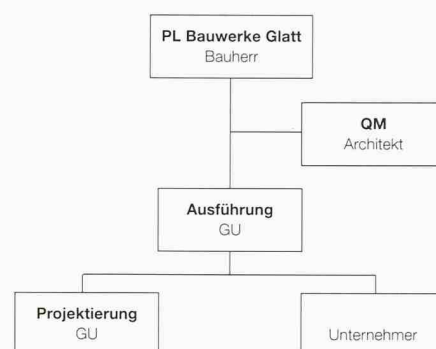 PL Bauwerke Glatt
Bauherr
QM
Architekt
Ausführung
GU
Projektierung
GU
Unternehmer